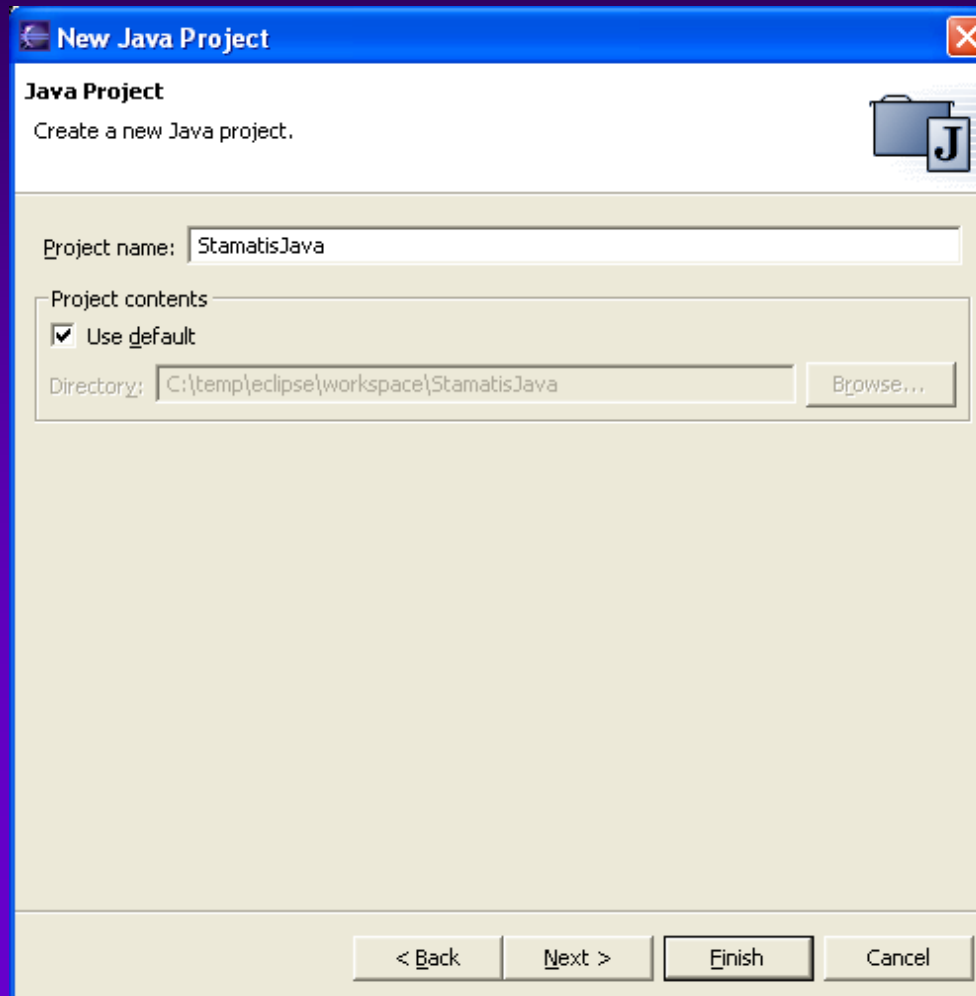 New Java Project
Java Project
Create a new Java project.
J
Project name: StamatisJava
Project contents
Use default
Directory: C:\temp\eclipse\workspace\StamatisJava Browse...
< Back Next > Finish Cancel